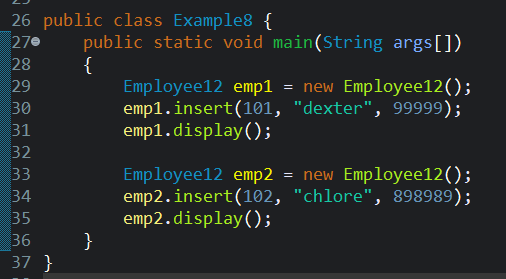 26 public class Example8 {
27 public static void main(String args[])
28 {
29 Employee12 emp1 = new Employee12();
30 emp1.insert(101, "dexter", 99999);
31 emp1.display();
32
33 Employee12 emp2 = new Employee12();
34 emp2.insert(102, "chlore", 898989);
35 emp2.display();
36 }
37 }